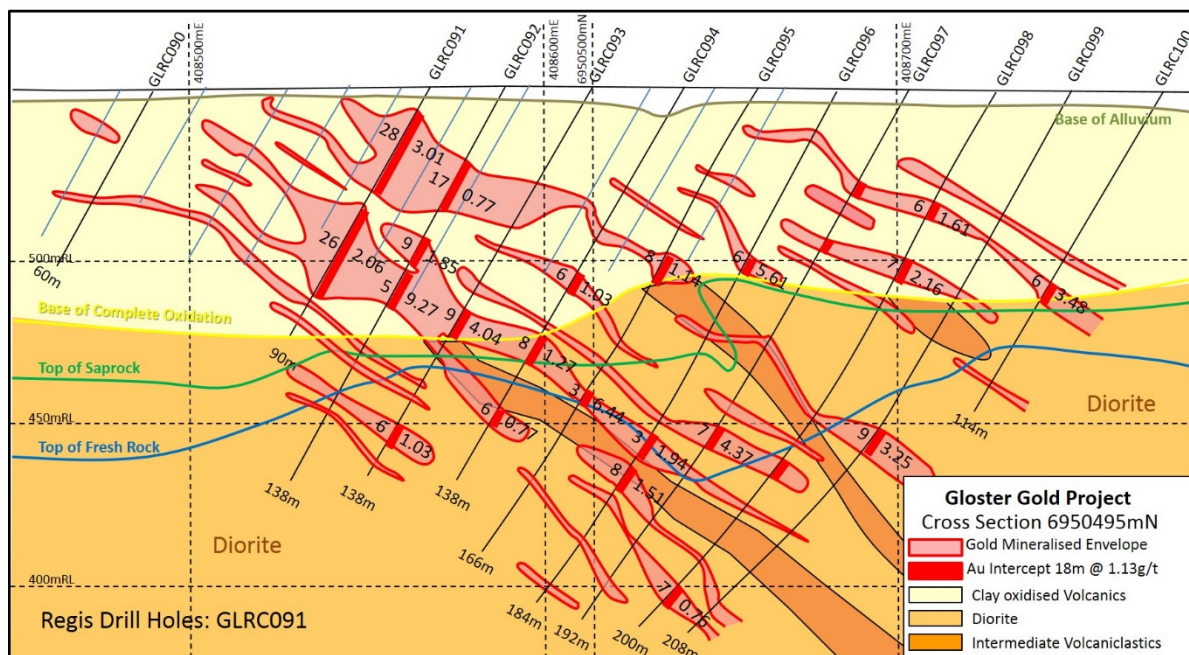 GLRC090
408500mE
GLRC091
GLRC092
408600mE
6950500mN
GLRC093
GLRC094
GLRC095
GLRC096
408700mE
GLRC097
GLRC098
GLRC099
GLRC100
Base of Alluvium
28 3.01
17 0.77
6 1.61
26 2.06
9 1.85
8 1.14
6 5.61
7 2.16
500mRL
60m
5 9.27
6 1.03
6 3.48
Base of Complete Oxidation
9 4.04
8 1.27
90m
Top of Saprock
3 6.44
Diorite
450mRL
6 0.77
114m
Top of Fresh Rock
6 1.03
3 1.94
7 4.37
9 3.25
138m
138m
138m
8 1.51
Diorite
166m
400mRL
184m
192m
200m
208m
7 0.76
Regis Drill Holes: GLRC091
Gloster Gold Project
Cross Section 6950495mN
Gold Mineralised Envelope
Au Intercept 18m @ 1.13g/t
Clay oxidised Volcanics
Diorite
Intermediate Volcaniclastics